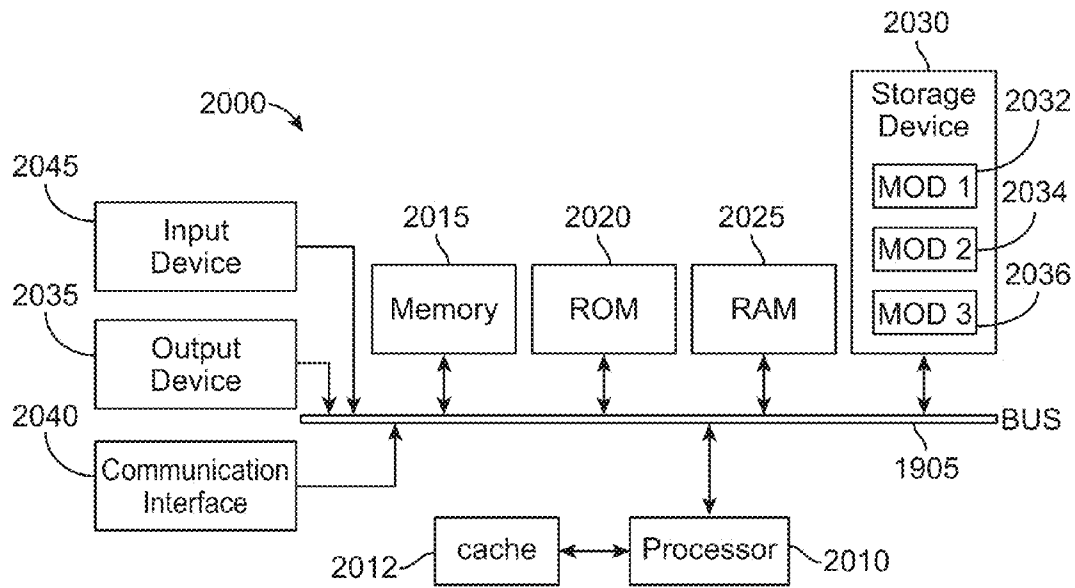 2030
Storage
Device
2032
2000
2045
MOD 1
Input
Device
2015
2020
2025
2034
MOD 2
2035
Memory
ROM
RAM
2036
MOD 3
Output
Device
2040
BUS
Communication
Interface
1905
cache
Processor
2012
2010